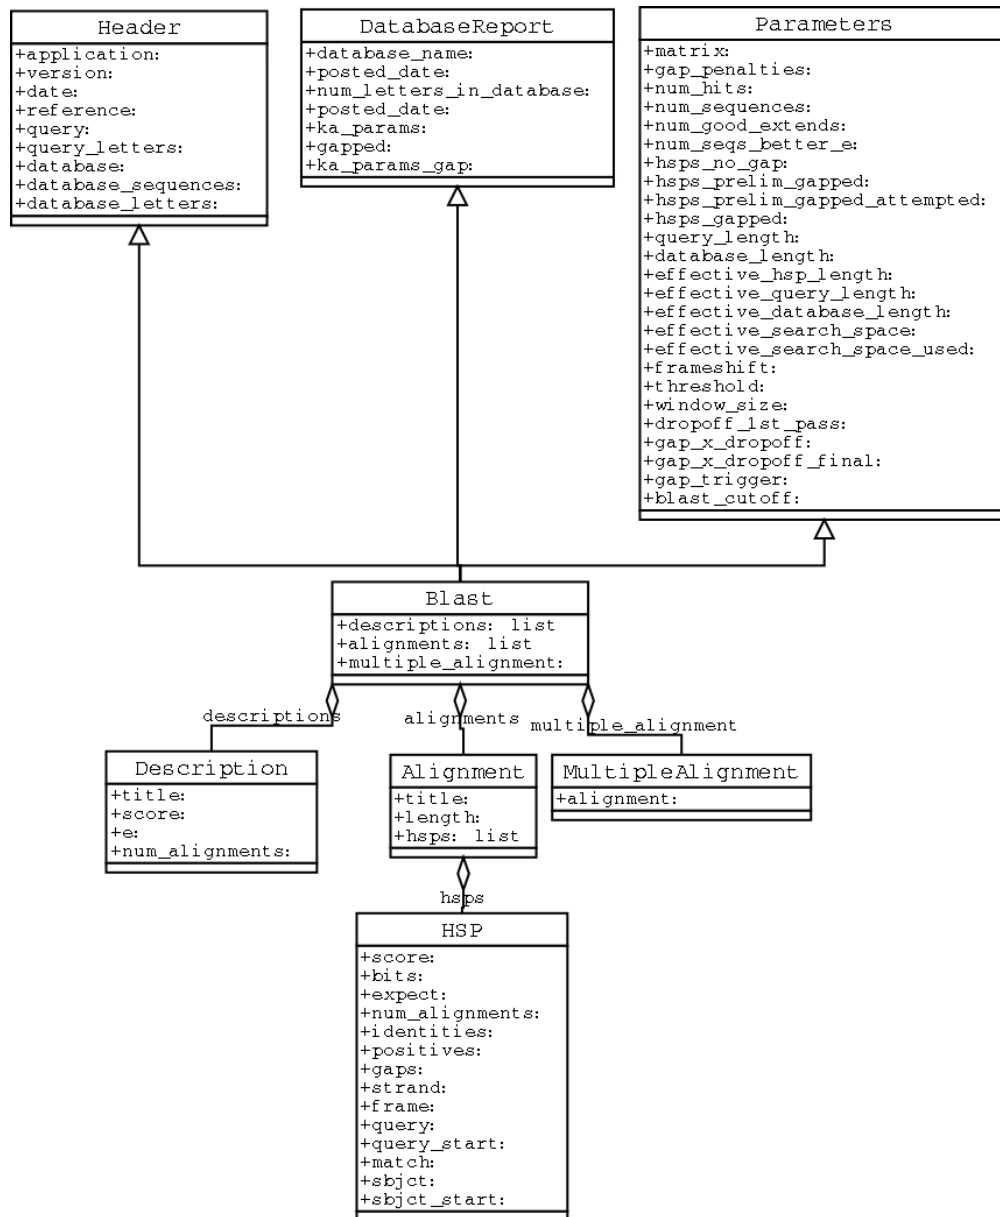 Header
+application:
+version:
+date:
+reference:
+query:
+query_letters:
+database:
+database_sequences:
+database_letters:
DatabaseReport
+database_name:
+posted_date:
+num_letters_in_database:
+posted_date:
+ka_params:
+gapped:
+ka_params_gap:
Parameters
+matrix:
+gap_penalties:
+num_hits:
+num_sequences:
+num_good_extends:
+num_seqs_better_e:
+hsps_no_gap:
+hsps_prelim_gapped:
+hsps_prelim_gapped_attempted:
+hsps_gapped:
+query_length:
+database_length:
+effective_hsp_length:
+effective_query_length:
+effective_database_length:
+effective_search_space:
+effective_search_space_used:
+frameshift:
+threshold:
+window_size:
+dropoff_1st_pass:
+gap_x_dropoff:
+gap_x_dropoff_final:
+gap_trigger:
+blast_cutoff:
Blast
+descriptions: list
+alignments: list
+multiple_alignment:
descriptions
alignments
multiple_alignment
Description
+title:
+score:
+e:
+num_alignments:
Alignment
+title:
+length:
+hsps: list
MultipleAlignment
+alignment:
hsps
HSP
+score:
+bits:
+expect:
+num_alignments:
+identities:
+positives:
+gaps:
+strand:
+frame:
+query:
+query_start:
+match:
+sbjct:
+sbjct_start: